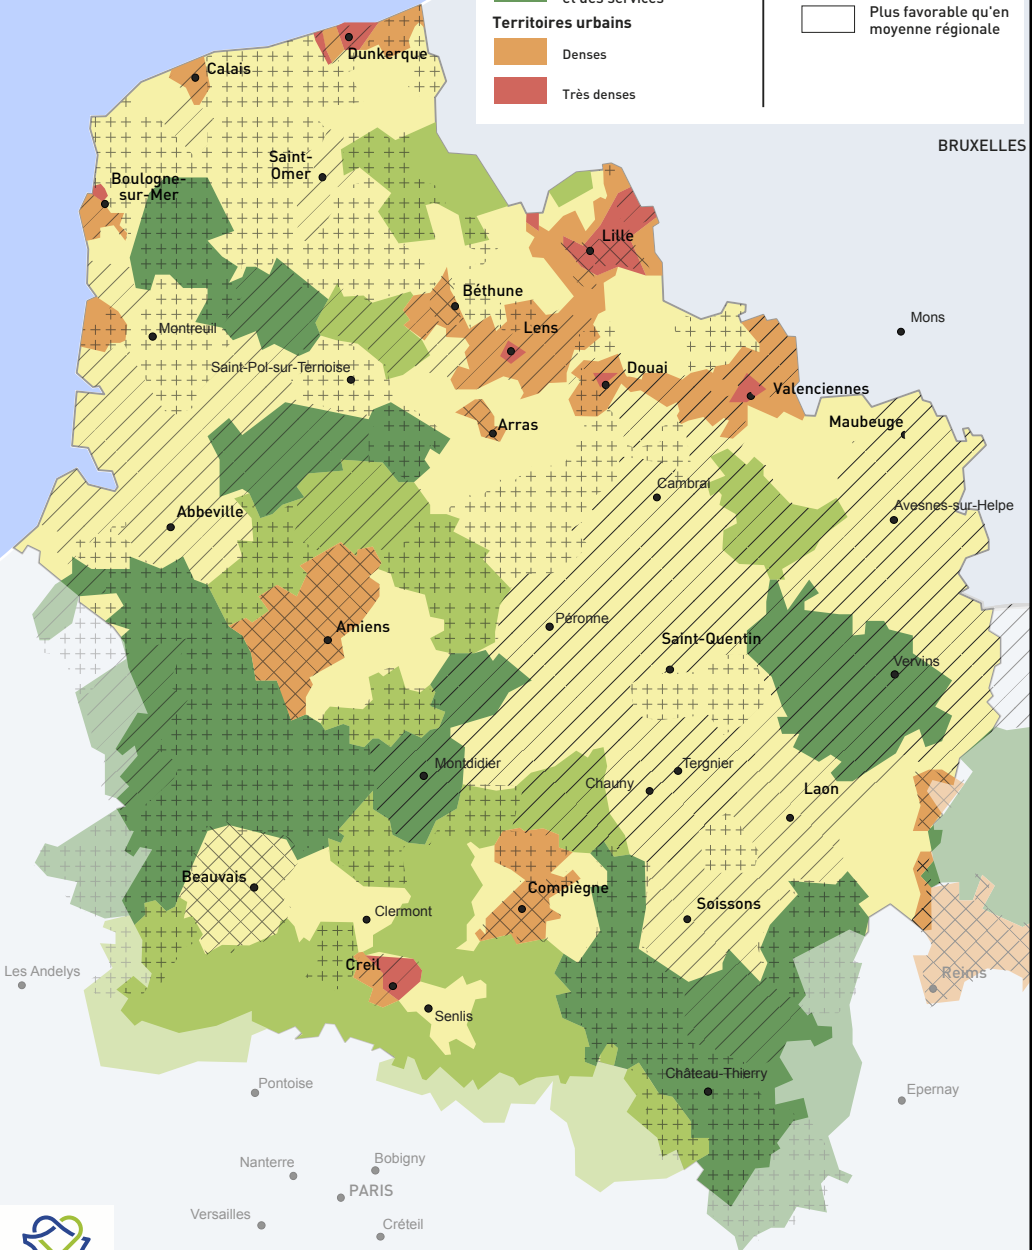 et des services
Territoires urbains
Denses
Très denses
Plus favorable qu'en
moyenne régionale
Dunkerque
Calais
BRUXELLES
Saint-
Omer
Boulogne-
sur-Mer
Lille
Béthune
Mons
Montreuil
Lens
Saint-Pol-sur-Ternoise
Douai
Valenciennes
Arras
Maubeuge
Cambrai
Avesnes-sur-Helpe
Abbeville
Péronne
Amiens
Saint-Quentin
Vervins
Montdidier
Tergnier
Chauny
Laon
Beauvais
Compiègne
Clermont
Soissons
Creil
Les Andelys
Reims
Senlis
Château-Thierry
Pontoise
Epernay
Nanterre
Bobigny
PARIS
Versailles
Créteil